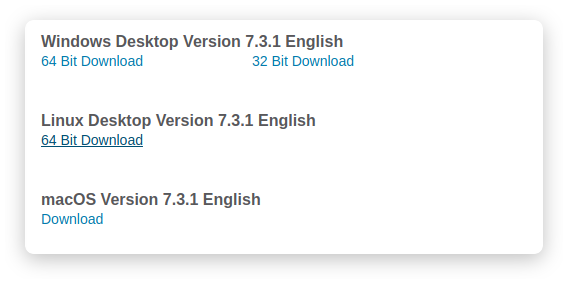 Windows Desktop Version 7.3.1 English
64 Bit Download 32 Bit Download
Linux Desktop Version 7.3.1 English
64 Bit Download
macOS Version 7.3.1 English
Download